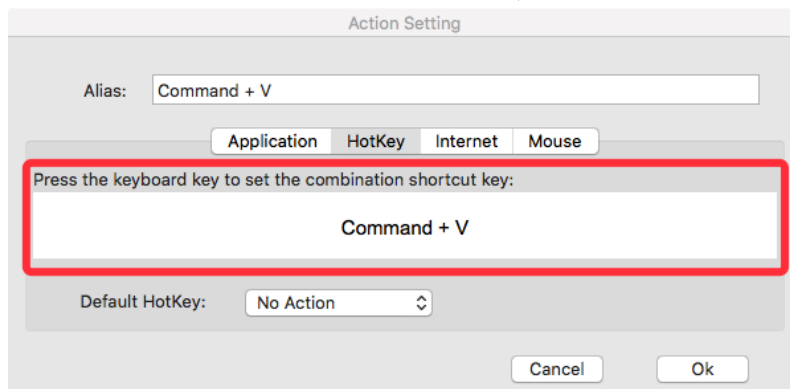 Action Setting
Alias: Command + V
Application HotKey Internet Mouse
Press the keyboard key to set the combination shortcut key:
Command + V
Default HotKey: No Action
Cancel Ok